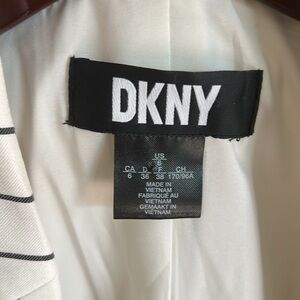 DKNY
US
6
CA D F CH
6 36 38 170/96A
MADE IN
VIETNAM
FABRIQUÉ AU
VIETNAM
GEMAAKT IN
VIETNAM